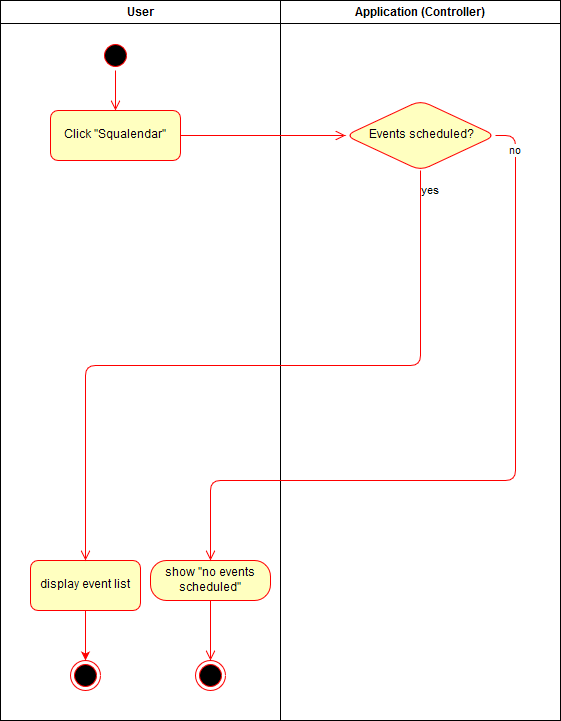 User
Application (Controller)
Click "Squalendar"
Events scheduled?
no
yes
display event list
show "no events
scheduled"